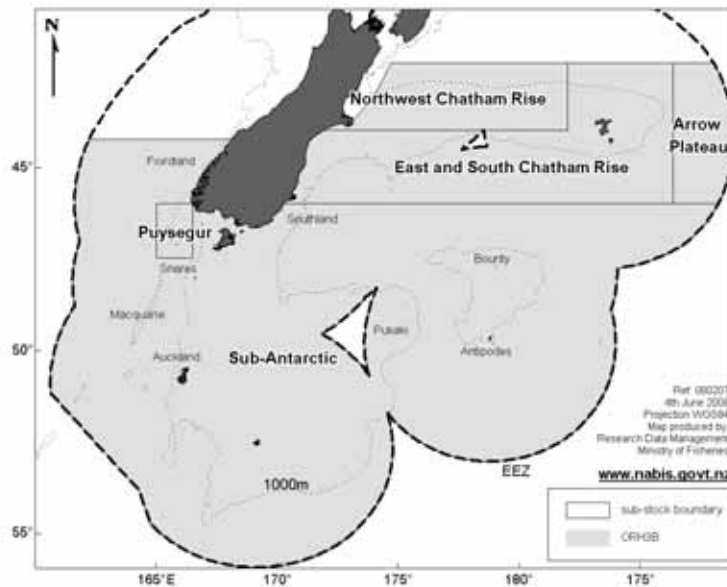 N
Northwest Chatham Rise
Arrow
Plateau
45°
Fiordland
East and South Chatham Rise
Puysegur
Southland
Snares
Bounty
Macquarie
Pukaki
50°
Auckland
Sub-Antarctic
Antipodes
4th June 2008
Projection WGS84
Map produced by
Research Data Management
Ministry of Fisheries
EEZ
www.nabis.govt.nz
1000m
sub-stock boundary
ORH3B
55°
165°E
170°
175°
180°
175°